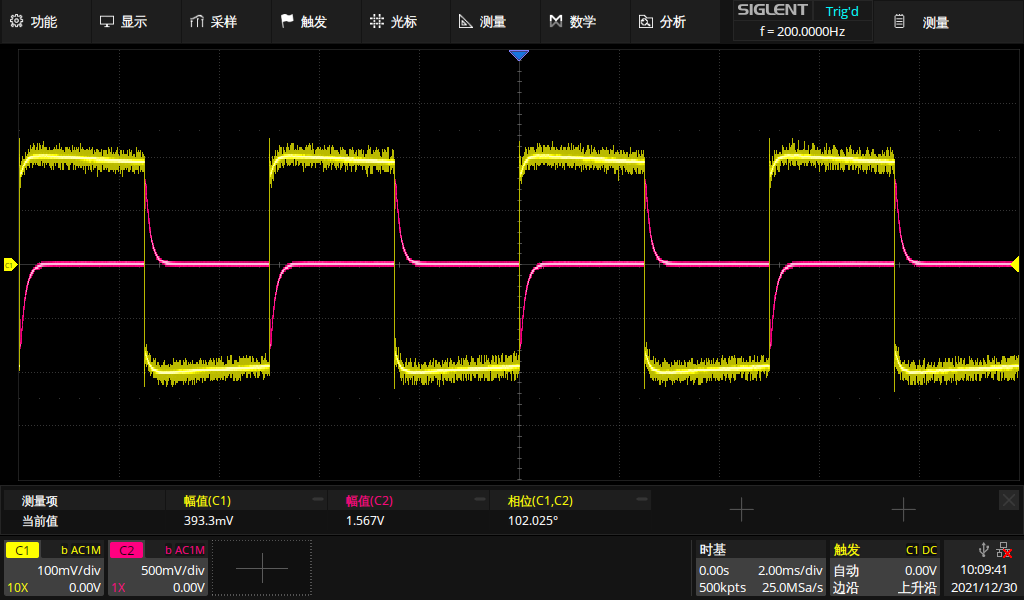 功能 显示 采样 触发 光标 测量 数学 分析 SIGLENT Trig'd 测量
f = 200.0000Hz
C1
测量项 幅值(C1) 幅值(C2) 相位(C1,C2)
当前值 393.3mV 1.567V 102.025°
C1 b AC1M C2 b AC1M 时基 触发 C1 DC
100mV/div 500mV/div 0.00s 2.00ms/div 自动 0.00V 10:09:41
10X 0.00V 1X 0.00V 500kpts 25.0MSa/s 边沿 上升沿 2021/12/30